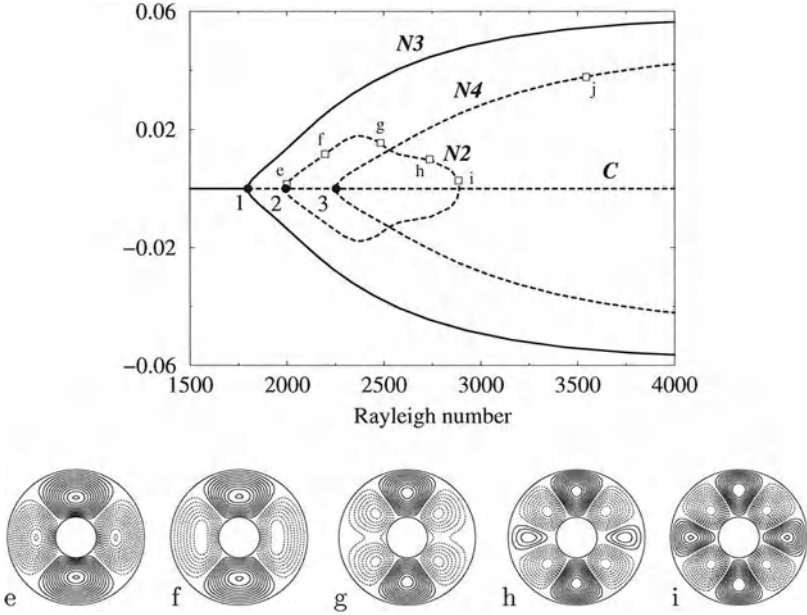 0.06
N3
N4
j
0.02
g
f
N2
h
e
i
C
1
2
3
−0.02
−0.06
1500
2000
2500
3000
3500
4000
Rayleigh number
e
f
g
h
i